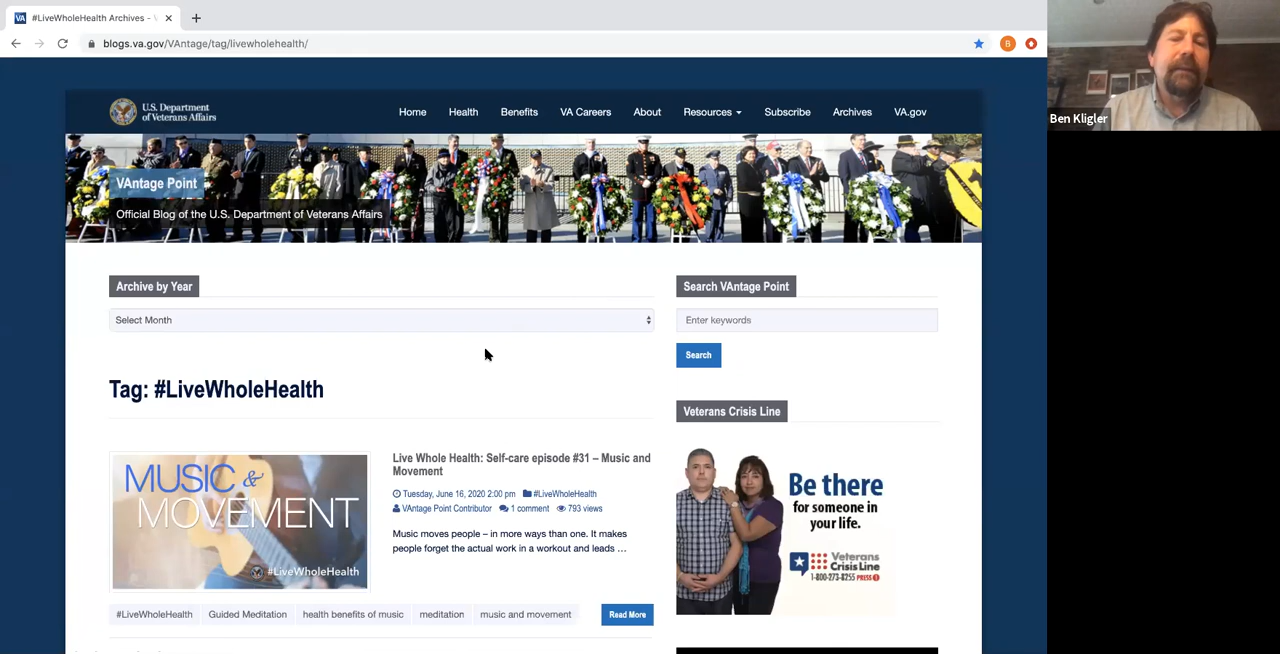 #LiveWholeHealth Archives -
blogs.va.gov/VAntage/tag/livewholehealth/
B
Ben Kligler
U.S. Department
of Veterans Affairs
Home Health Benefits VA Careers About Resources Subscribe Archives VA.gov
VAntage Point
Official Blog of the U.S. Department of Veterans Affairs
Archive by Year
Select Month
Tag: #LiveWholeHealth
MUSIC &
MOVEMENT
#LiveWholeHealth
Live Whole Health: Self-care episode #31 – Music and
Movement
Tuesday, June 16, 2020 2:00 pm #LiveWholeHealth
VAntage Point Contributor 1 comment 793 views
Music moves people – in more ways than one. It makes
people forget the actual work in a workout and leads …
#LiveWholeHealth Guided Meditation health benefits of music meditation music and movement Read More
Search VAntage Point
Enter keywords
Search
Veterans Crisis Line
Be there
for someone in
your life.
Veterans
Crisis Line
1-800-273-8255 PRESS 1